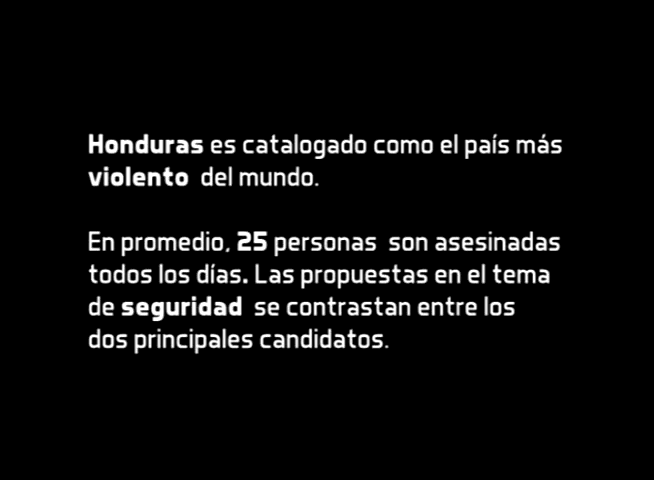 Honduras es catalogado como el país más
violento del mundo.
En promedio, 25 personas son asesinadas
todos los días. Las propuestas en el tema
de seguridad se contrastan entre los
dos principales candidatos.